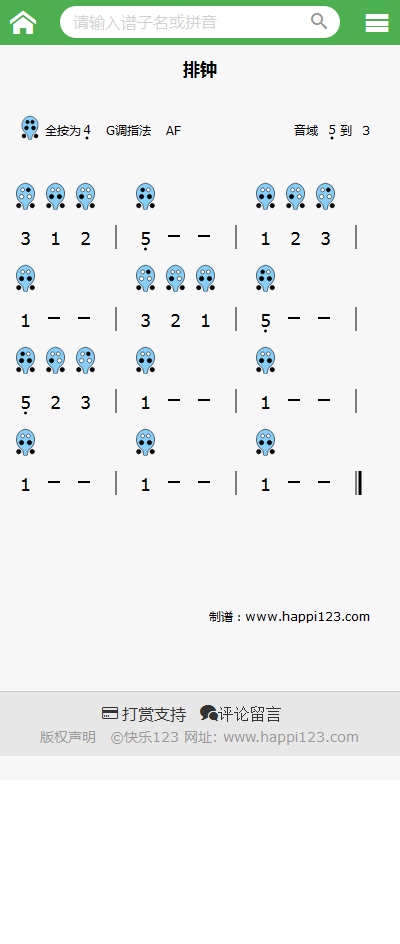 请输入谱子名或拼音
排钟
全按为4̣ G调指法 AF 音域 5̣ 到 3
3 1 2 | 5̣ － － | 1 2 3 |
1 － － | 3 2 1 | 5̣ － － |
5̣ 2 3 | 1 － － | 1 － － |
1 － － | 1 － － | 1 － － ‖
制谱：www.happi123.com
打赏支持 评论留言
版权声明 ©快乐123 网址: www.happi123.com